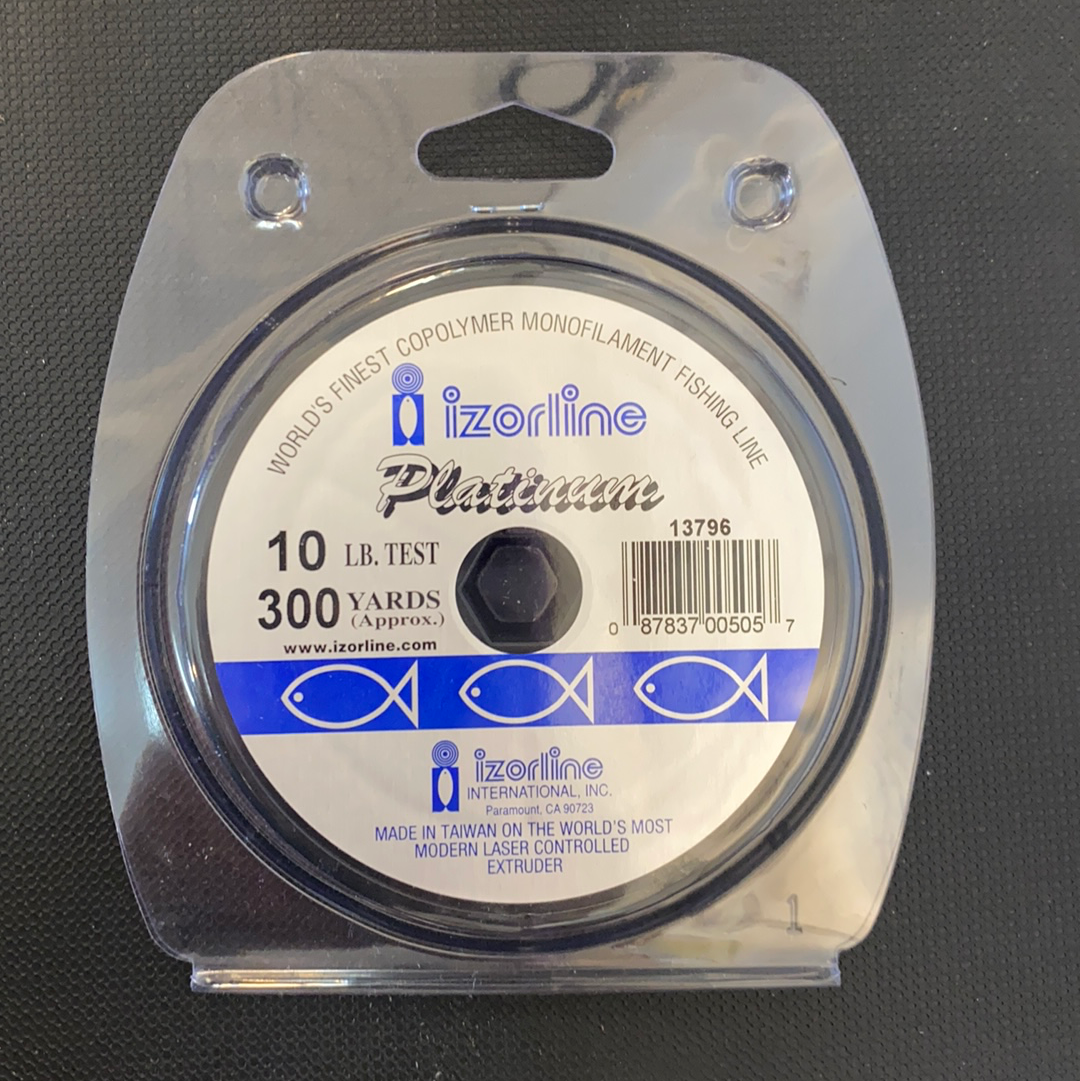 WORLD'S FINEST COPOLYMER MONOFILAMENT FISHING LINE
izorline
Platinum
10 LB. TEST
300 YARDS
(Approx.)
www.izorline.com
13796
0 87837 00505 7
izorline
INTERNATIONAL, INC.
Paramount, CA 90723
MADE IN TAIWAN ON THE WORLD'S MOST
MODERN LASER CONTROLLED
EXTRUDER
1